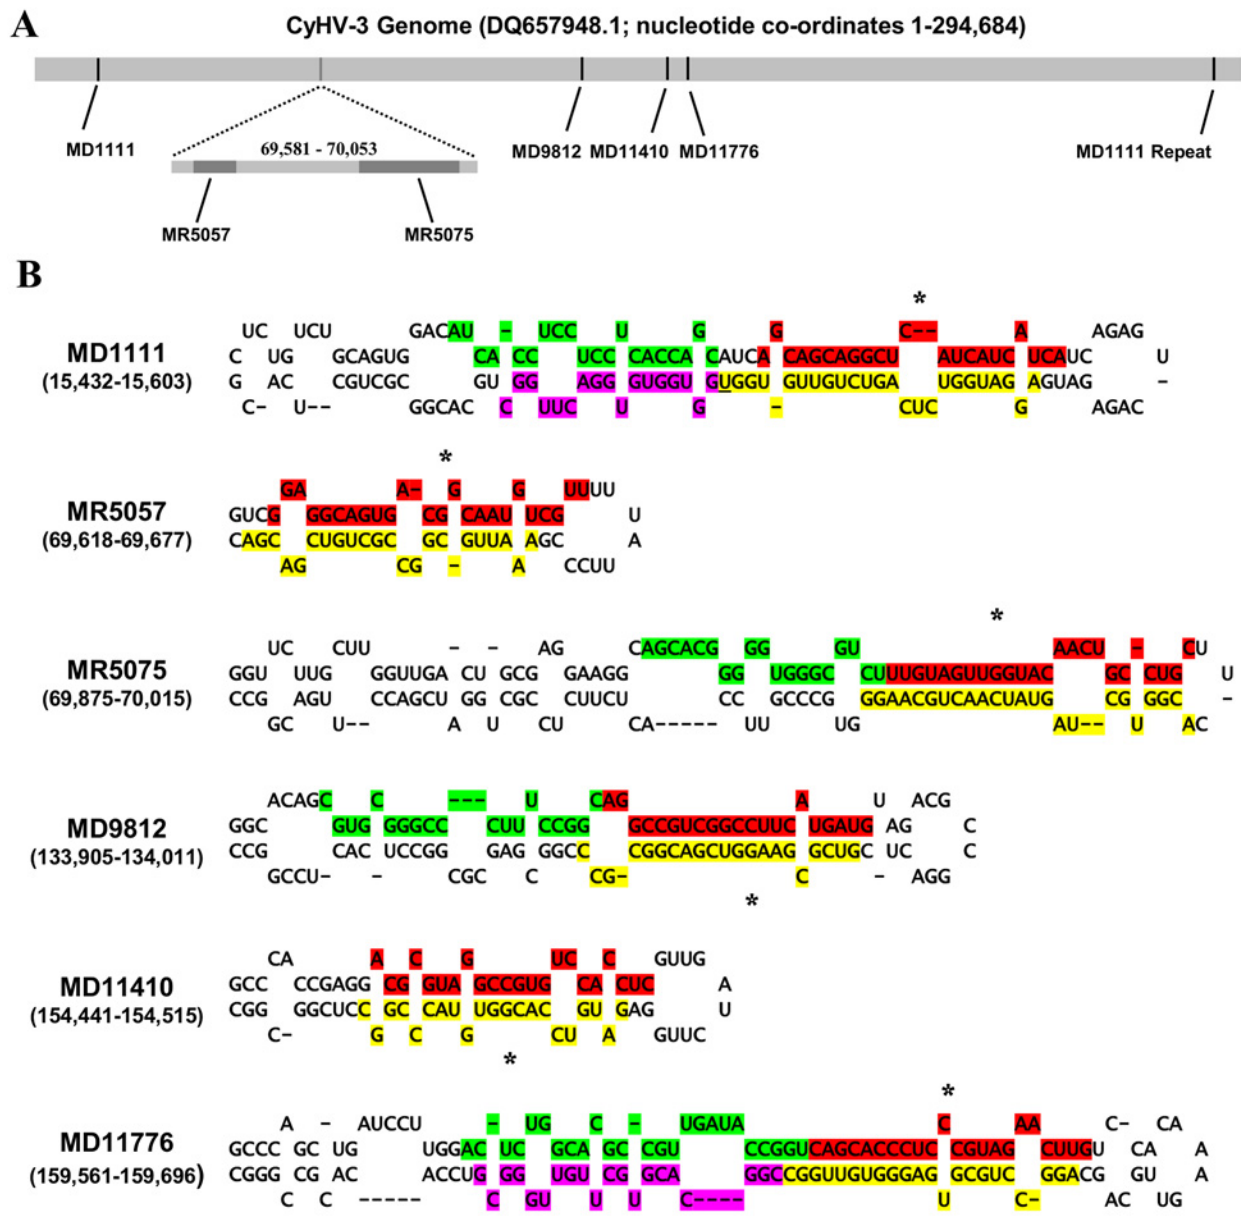 A
CyHV-3 Genome (DQ657948.1; nucletide co-ordinates 1-294,684)
MD1111
MD9812
MD11410
MD11776
MD1111 Repeat
69,581 - 70,053
MR5057
MR5075
B
*
UC UCU GACAU - UCC U G G C-- A AGAG
MD1111 C UG GCAGUG CA CC UCC CACCA CAUCA CAGCAGGCU AUCAUC UCAUC U
(15,432-15,603) G AC CGUCGC GU GG AGG GUGGU GUGGU GUUGUCUGA UGGUAG AGUAG -
C- U-- GGCAC C UUC U G - CUC G AGAC
*
GA A- G G UUUU
MR5057 GUCG GGCAGUG CG CAAU UCG U
(69,618-69,677) CAGC CUGUCGC GC GUUA AGC A
AG CG - A CCUU
*
UC CUU - - AG CAGCACG GG GU AACU - CU
MR5075 GGU UUG GGUUGA CU GCG GAAGG GG UGGGC CUUUGUAGUUGGUAC GC CUG U
(69,875-70,015) CCG AGU CCAGCU GG CGC CUUCU CC GCCCG GGAACGUCAACUAUG CG GGC -
GC U-- A U CU CA----- UU UG AU-- U AC
ACAGC C --- U CAG A U ACG
MD9812 GGC GUG GGGCC CUU CCGG GCCGUCGGCCUUC UGAUG AG C
(133,905-134,011) CCG CAC UCCGG GAG GGCC CGGCAGCUGGAAG GCUGC UC C
GCCU- - CGC C CG- C - AGG
*
CA A C G UC C GUUG
MD11410 GCC CCGAGG CG GUA GCCGUG CA CUC A
(154,441-154,515) CGG GGCUCC GC CAU UGGCAC GU GAG U
C- G C G CU A GUUC
*
*
A - AUCCU - UG C - UGAUA C AA C- CA
MD11776 GCCC GC UG UGGAC UC GCA GC CGU CCGGUCAGCACCCUC CGUAG CUUGU CA A A
(159,561-159,696) CGGG CG AC ACCUG GG UGU CG GCA GGCCGGUUGUGGGAG GCGUC GGACG GU A A
C C ----- C GU U U C---- U C- AC UG